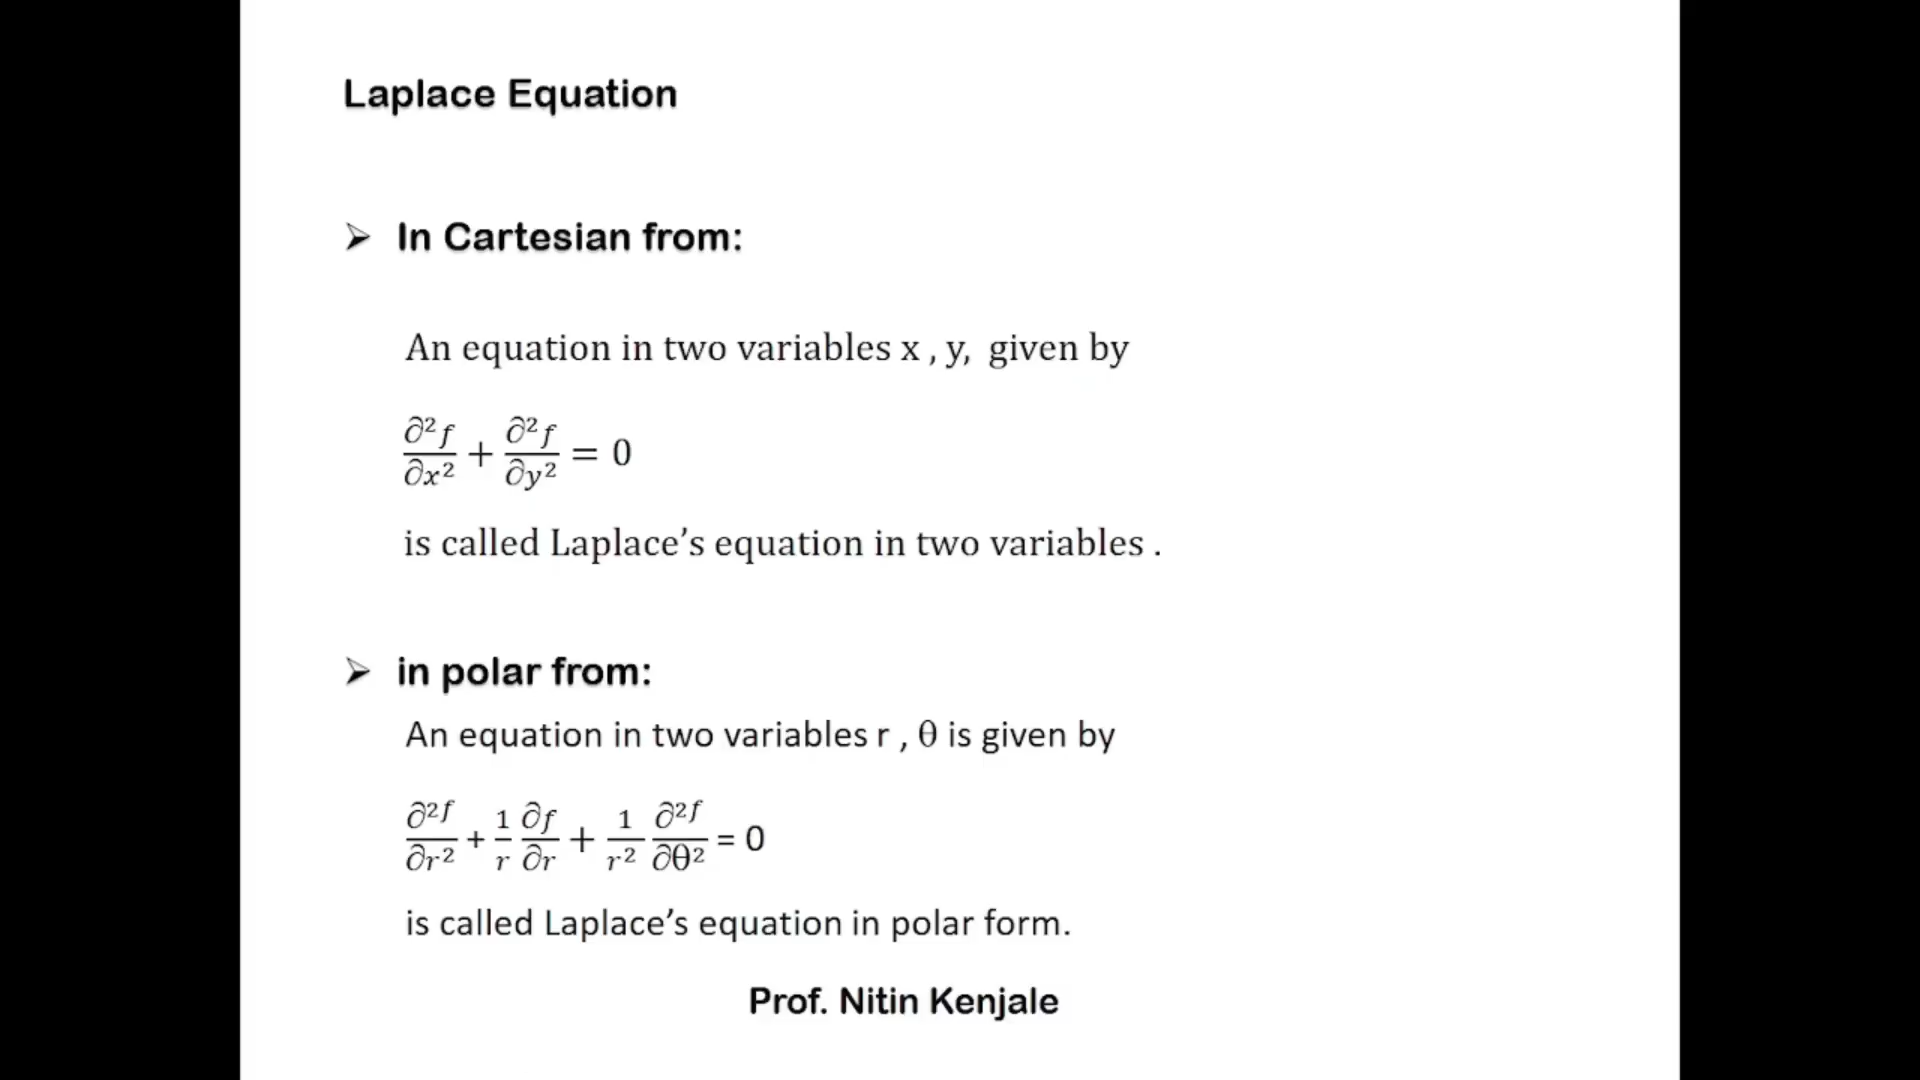 Laplace Equation
➢ In Cartesian from:
An equation in two variables x , y, given by
∂²f/∂x² + ∂²f/∂y² = 0
is called Laplace’s equation in two variables .
➢ in polar from:
An equation in two variables r , θ is given by
∂²f/∂r² + 1/r ∂f/∂r + 1/r² ∂²f/∂θ² = 0
is called Laplace’s equation in polar form.
Prof. Nitin Kenjale